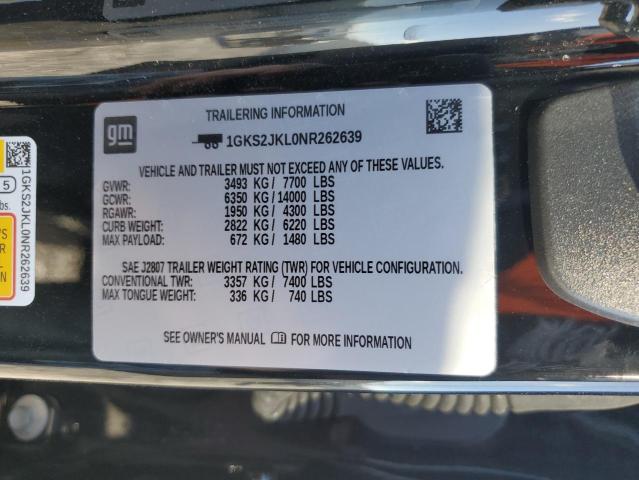 TRAILERING INFORMATION
gm
1GKS2JKL0NR262639
VEHICLE AND TRAILER MUST NOT EXCEED ANY OF THESE VALUES.
GVWR: 3493 KG / 7700 LBS
GCWR: 6350 KG / 14000 LBS
RGAWR: 1950 KG / 4300 LBS
CURB WEIGHT: 2822 KG / 6220 LBS
MAX PAYLOAD: 672 KG / 1480 LBS
SAE J2807 TRAILER WEIGHT RATING (TWR) FOR VEHICLE CONFIGURATION.
CONVENTIONAL TWR: 3357 KG / 7400 LBS
MAX TONGUE WEIGHT: 336 KG / 740 LBS
SEE OWNER'S MANUAL FOR MORE INFORMATION
1GKS2JKL0NR262639
5
bs.
'S
R
N